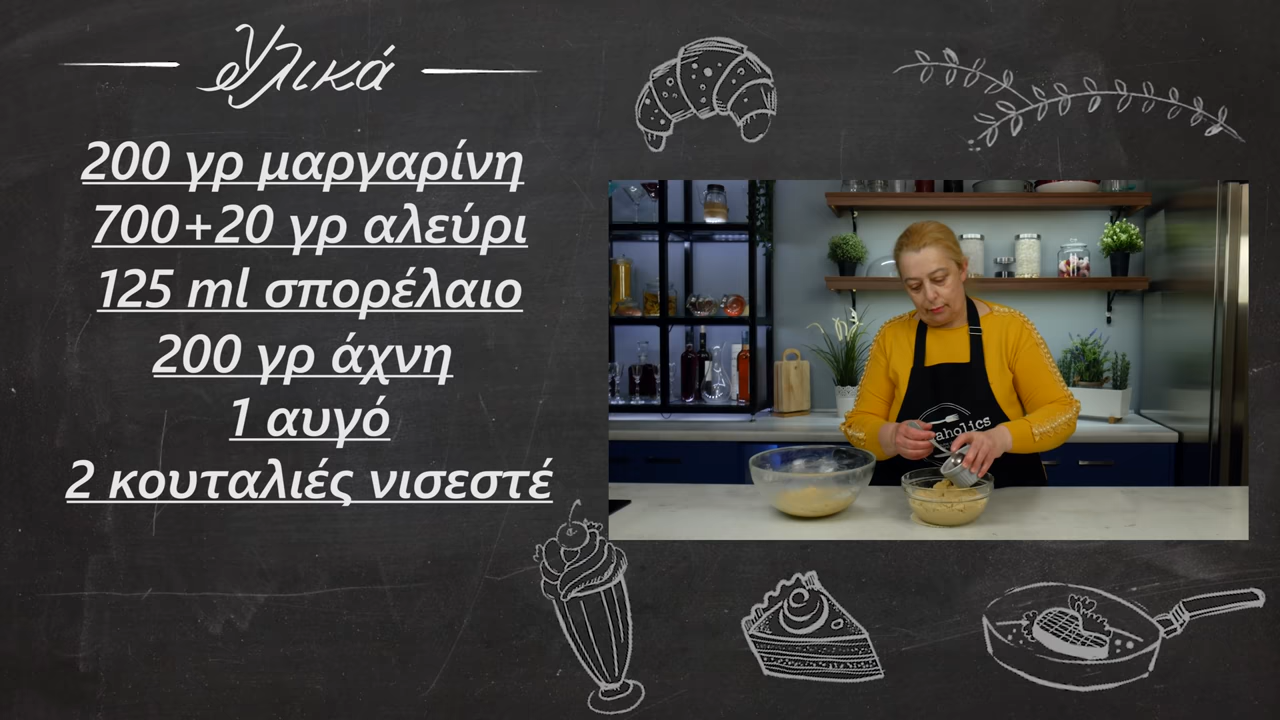 Υλικά
200 γρ μαργαρίνη
700+20 γρ αλεύρι
125 ml σπορέλαιο
200 γρ άχνη
1 αυγό
2 κουταλιές νισεστέ
aholics